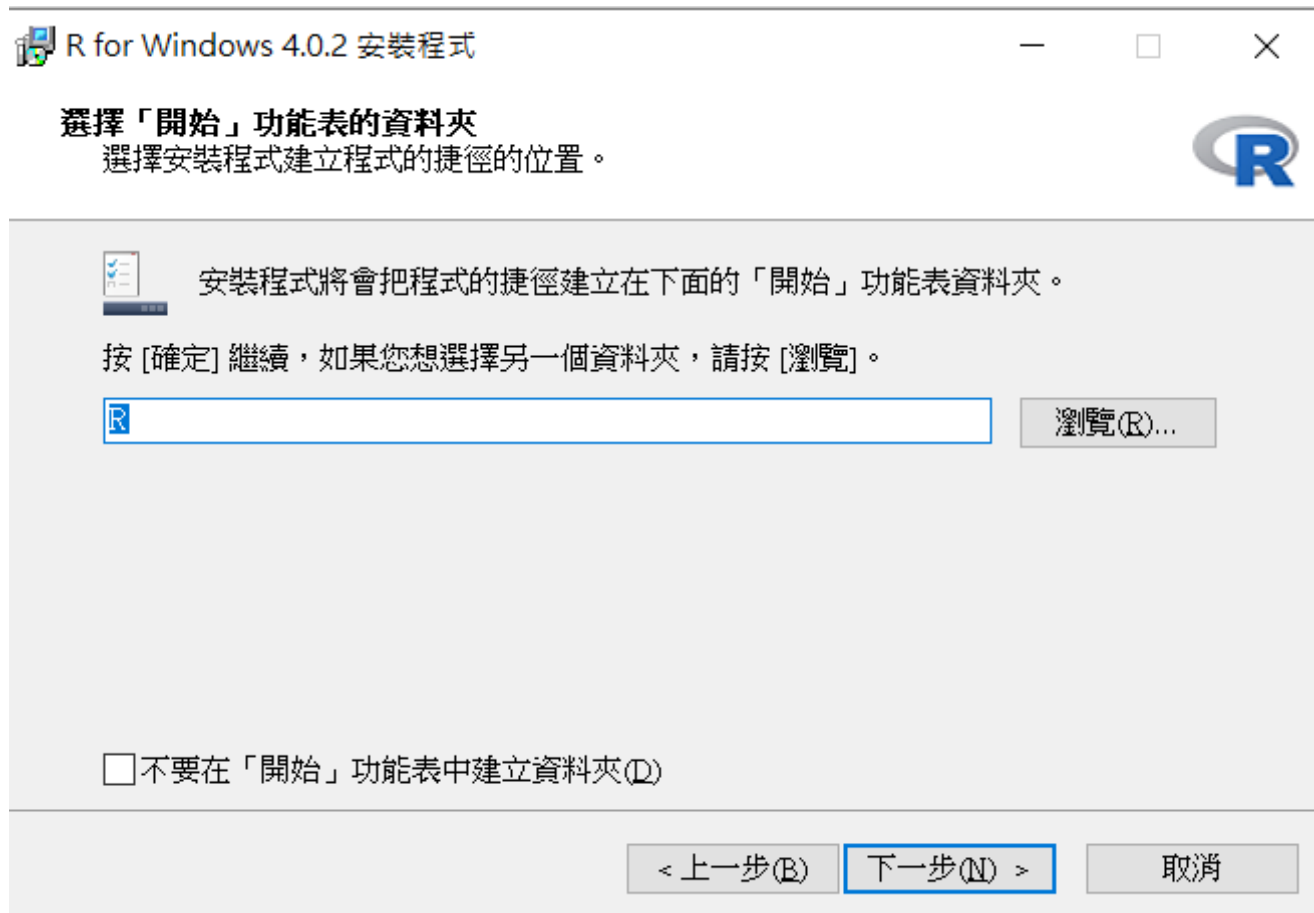 R for Windows 4.0.2 安裝程式
選擇「開始」功能表的資料夾
選擇安裝程式建立程式的捷徑的位置。
R
安裝程式將會把程式的捷徑建立在下面的「開始」功能表資料夾。
按 [確定] 繼續，如果您想選擇另一個資料夾，請按 [瀏覽]。
R
瀏覽(R)...
不要在「開始」功能表中建立資料夾(D)
< 上一步(B)
下一步(N) >
取消